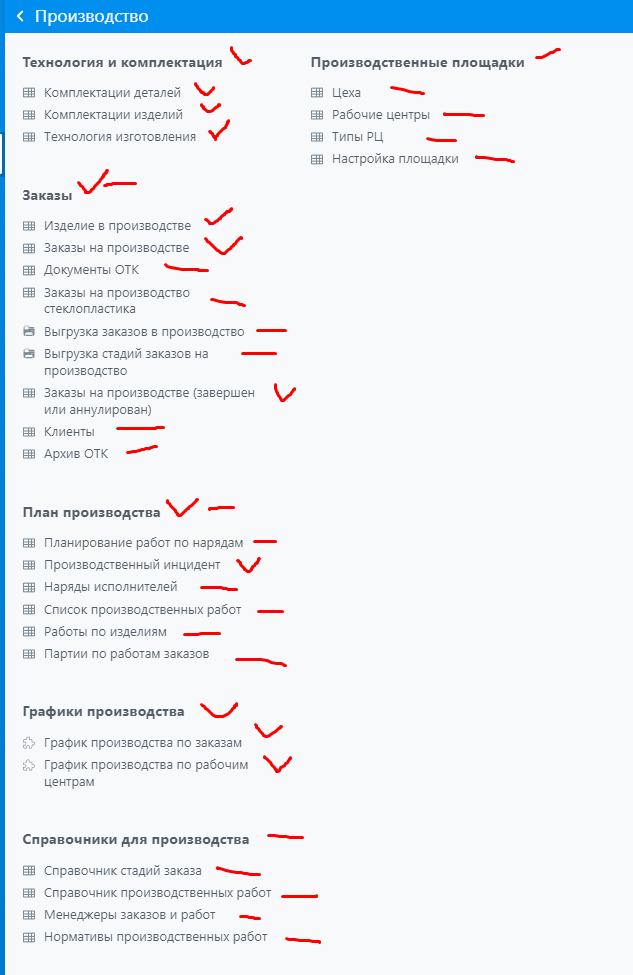 Производство
Технология и комплектация
Комплектации деталей
Комплектации изделий
Технология изготовления
Производственные площадки
Цеха
Рабочие центры
Типы РЦ
Настройка площадки
Заказы
Изделие в производстве
Заказы на производстве
Документы ОТК
Заказы на производство
стеклопластика
Выгрузка заказов в производство
Выгрузка стадий заказов на
производство
Заказы на производстве (завершен
или аннулирован)
Клиенты
Архив ОТК
План производства
Планирование работ по нарядам
Производственный инцидент
Наряды исполнителей
Список производственных работ
Работы по изделиям
Партии по работам заказов
Графики производства
График производства по заказам
График производства по рабочим
центрам
Справочники для производства
Справочник стадий заказа
Справочник производственных работ
Менеджеры заказов и работ
Нормативы производственных работ